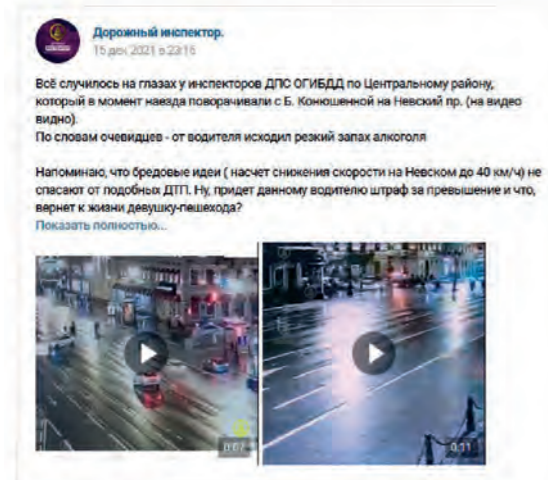 Дорожный инспектор.
15 дек 2021 в 23:15
Всё случилось на глазах у инспекторов ДПС ОГИБДД по Центральному району,
который в момент наезда поворачивали с Б. Конюшенной на Невский пр. (на видео
видно).
По словам очевидцев - от водителя исходил резкий запах алкоголя
Напоминаю, что бредовые идеи ( насчет снижения скорости на Невском до 40 км/ч) не
спасают от подобных ДТП. Ну, придет данному водителю штраф за превышение и что,
вернет к жизни девушку-пешехода?
Показать полностью...
0:07
0:11